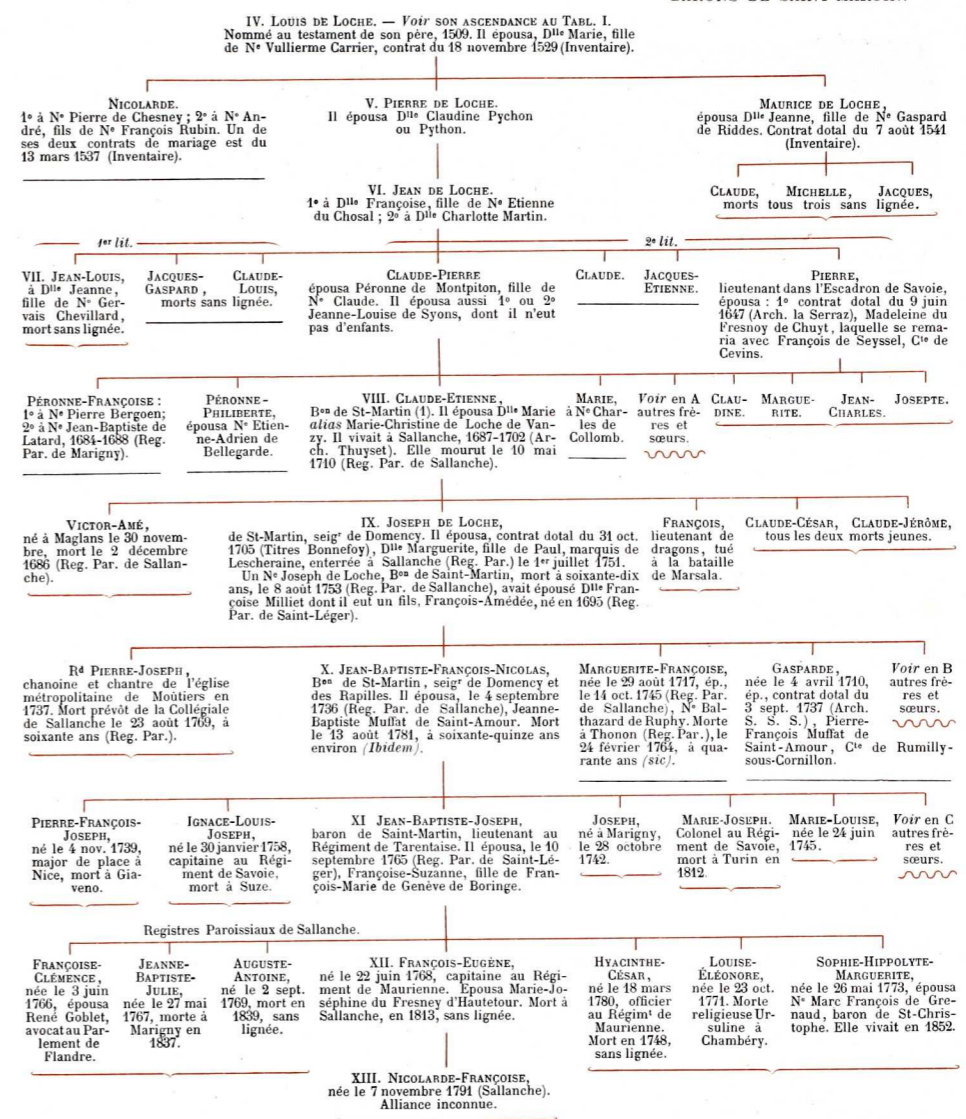 IV. LOUIS DE LOCHE. — Voir SON ASCENDANCE AU TABL. I.
Nommé au testament de son père, 1509. Il épousa, Dlle Marie, fille
de Ne Vullierme Carrier, contrat du 18 novembre 1529 (Inventaire).
NICOLARDE.
1o à Ne Pierre de Chesney ; 2o à Ne An-
dré, fils de Ne François Rubin. Un de
ses deux contrats de mariage est du
13 mars 1537 (Inventaire).
V. PIERRE DE LOCHE.
Il épousa Dlle Claudine Pychon
ou Python.
MAURICE DE LOCHE,
épousa Dlle Jeanne, fille de Ne Gaspard
de Riddes. Contrat dotal du 7 août 1541
(Inventaire).
CLAUDE, MICHELLE, JACQUES,
morts tous trois sans lignée.
VI. JEAN DE LOCHE.
1o à Dlle Françoise, fille de Ne Etienne
du Chosal ; 2o à Dlle Charlotte Martin.
1er lit.
2e lit.
VII. JEAN-LOUIS,
à Dlle Jeanne,
fille de Ne Ger-
vais Chevillard,
mort sans lignée.
JACQUES-
GASPARD,
CLAUDE-
LOUIS,
morts sans lignée.
CLAUDE-PIERRE
épousa Péronne de Montpiton, fille de
Ne Claude. Il épousa aussi 1o ou 2o
Jeanne-Louise de Syons, dont il n'eut
pas d'enfants.
CLAUDE.
JACQUES-
ETIENNE.
PIERRE,
lieutenant dans l'Escadron de Savoie,
épousa : 1o contrat dotal du 9 juin
1647 (Arch. la Serraz), Madeleine du
Fresnoy de Chuyt, laquelle se rema-
ria avec François de Seyssel, Cte de
Cevins.
PÉRONNE-FRANÇOISE :
1o à Ne Pierre Bergoen;
2o à Ne Jean-Baptiste de
Latard, 1684-1688 (Reg.
Par. de Marigny).
PÉRONNE-
PHILIBERTE,
épousa Ne Etien-
ne-Adrien de
Bellegarde.
VIII. CLAUDE-ETIENNE,
Bon de St-Martin (1). Il épousa Dlle Marie
alias Marie-Christine de Loche de Van-
zy. Il vivait à Sallanche, 1687-1702 (Ar-
ch. Thuyset). Elle mourut le 10 mai
1710 (Reg. Par. de Sallanche).
MARIE,
à Ne Char-
les de
Collomb.
Voir en A
autres frè-
res et
sœurs.
CLAU-
DINE.
MARGUE-
RITE.
JEAN-
CHARLES.
JOSEPTE.
VICTOR-AMÉ,
né à Maglans le 30 novem-
bre, mort le 2 décembre
1686 (Reg. Par. de Sallan-
che).
IX. JOSEPH DE LOCHE,
de St-Martin, seigr de Domency. Il épousa, contrat dotal du 31 oct.
1705 (Titres Bonnefoy), Dlle Marguerite, fille de Paul, marquis de
Lescheraine, enterrée à Sallanche (Reg. Par.) le 1er juillet 1751.
Un Ne Joseph de Loche, Bon de Saint-Martin, mort à soixante-dix
ans, le 8 août 1753 (Reg. Par. de Sallanche), avait épousé Dlle Fran-
çoise Milliet dont il eut un fils, François-Amédée, né en 1695 (Reg.
Par. de Saint-Léger).
FRANÇOIS,
lieutenant de
dragons, tué
à la bataille
de Marsala.
CLAUDE-CÉSAR, CLAUDE-JÉRÔME,
tous les deux morts jeunes.
Rd PIERRE-JOSEPH,
chanoine et chantre de l'église
métropolitaine de Moûtiers en
1737. Mort prévôt de la Collégiale
de Sallanche le 23 août 1769, à
soixante ans (Reg. Par.).
X. JEAN-BAPTISTE-FRANÇOIS-NICOLAS,
Bon de St-Martin, seigr de Domency et
des Rapilles. Il épousa, le 4 septembre
1736 (Reg. Par. de Sallanche), Jeanne-
Baptiste Muffat de Saint-Amour. Mort
le 13 août 1781, à soixante-quinze ans
environ (Ibidem).
MARGUERITE-FRANÇOISE,
née le 29 août 1717, ép.,
le 14 oct. 1745 (Reg. Par.
de Sallanche), Ne Bal-
thazard de Ruphy. Morte
à Thonon (Reg. Par.), le
24 février 1764, à qua-
rante ans (sic).
GASPARDE,
née le 4 avril 1710,
ép., contrat dotal du
3 sept. 1737 (Arch.
S. S. S.), Pierre-
François Muffat de
Saint-Amour, Cte de Rumilly-
sous-Cornillon.
Voir en B
autres frè-
res et
sœurs.
PIERRE-FRANÇOIS-
JOSEPH,
né le 4 nov. 1739,
major de place à
Nice, mort à Gia-
veno.
IGNACE-LOUIS-
JOSEPH,
né le 30 janvier 1758,
capitaine au Régi-
ment de Savoie,
mort à Suze.
XI JEAN-BAPTISTE-JOSEPH,
baron de Saint-Martin, lieutenant au
Régiment de Tarentaise. Il épousa, le 10
septembre 1765 (Reg. Par. de Saint-Lé-
ger), Françoise-Suzanne, fille de Fran-
çois-Marie de Genève de Boringe.
JOSEPH,
né à Marigny,
le 28 octobre
1742.
MARIE-JOSEPH.
Colonel au Régi-
ment de Savoie,
mort à Turin en
1812.
MARIE-LOUISE,
née le 24 juin
1745.
Voir en C
autres frè-
res et
sœurs.
Registres Paroissiaux de Sallanche.
FRANÇOISE-
CLÉMENCE,
née le 3 juin
1766, épousa
René Goblet,
avocat au Par-
lement de
Flandre.
JEANNE-
BAPTISTE-
JULIE,
née le 27 mai
1767, morte à
Marigny en
1837.
AUGUSTE-
ANTOINE,
né le 2 sept.
1769, mort en
1839, sans
lignée.
XII. FRANÇOIS-EUGÈNE,
né le 22 juin 1768, capitaine au Régi-
ment de Maurienne. Epousa Marie-Jo-
séphine du Fresney d'Hautetour. Mort à
Sallanche, en 1813, sans lignée.
HYACINTHE-
CÉSAR,
né le 18 mars
1780, officier
au Régimt de
Maurienne.
Mort en 1748,
sans lignée.
LOUISE-
ÉLÉONORE,
née le 23 oct.
1771. Morte
religieuse Ur-
suline à
Chambéry.
SOPHIE-HIPPOLYTE-
MARGUERITE,
née le 26 mai 1773, épousa
Ne Marc François de Gre-
naud, baron de St-Chris-
tophe. Elle vivait en 1852.
XIII. NICOLARDE-FRANÇOISE,
née le 7 novembre 1791 (Sallanche).
Alliance inconnue.